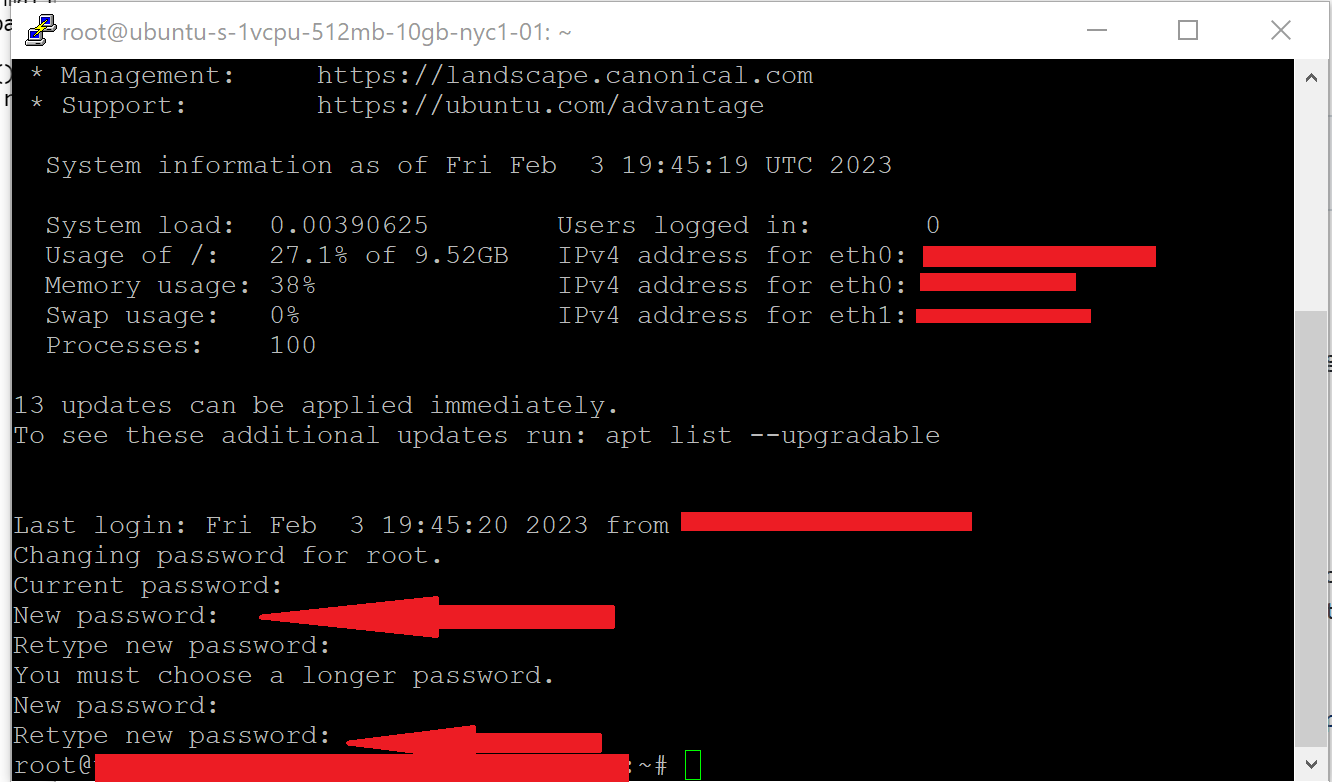 root@ubuntu-s-1vcpu-512mb-10gb-nyc1-01: ~
* Management: https://landscape.canonical.com
* Support: https://ubuntu.com/advantage
System information as of Fri Feb 3 19:45:19 UTC 2023
System load: 0.00390625 Users logged in: 0
Usage of /: 27.1% of 9.52GB IPv4 address for eth0:
Memory usage: 38% IPv4 address for eth0:
Swap usage: 0% IPv4 address for eth1:
Processes: 100
13 updates can be applied immediately.
To see these additional updates run: apt list --upgradable
Last login: Fri Feb 3 19:45:20 2023 from
Changing password for root.
Current password:
New password:
Retype new password:
You must choose a longer password.
New password:
Retype new password:
root@ :~#